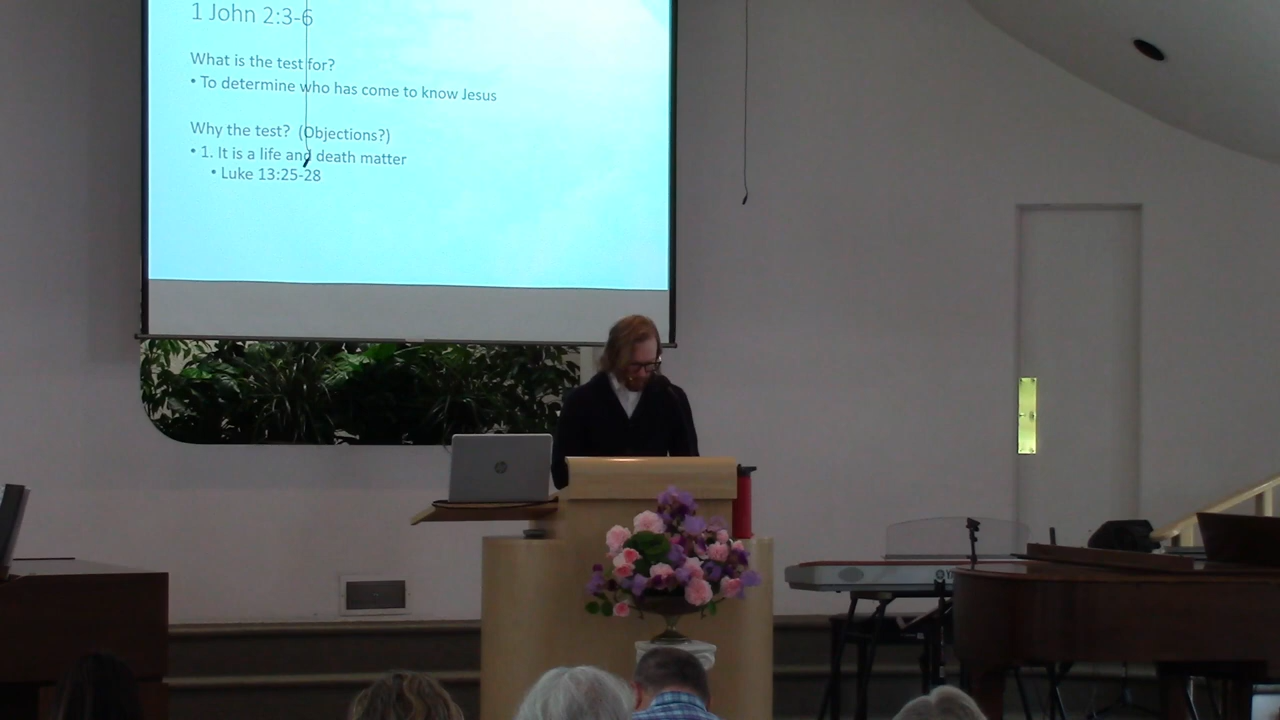 1 John 2:3-6
What is the test for?
• To determine who has come to know Jesus
Why the test? (Objections?)
• 1. It is a life and death matter
• Luke 13:25-28
hp